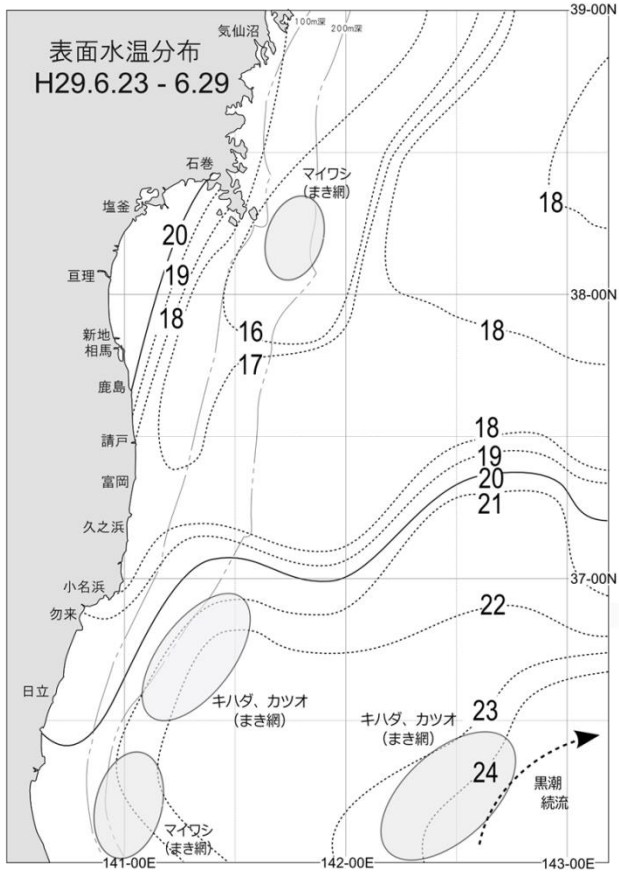 39-00N
気仙沼
100m深
200m深
表面水温分布
H29.6.23 - 6.29
石巻
マイワシ
(まき網)
塩釜
18
20
亘理
19
38-00N
18
16
18
新地
相馬
17
鹿島
18
請戸
19
20
富岡
21
久之浜
37-00N
小名浜
22
勿来
日立
キハダ、カツオ
(まき網)
キハダ、カツオ
(まき網)
23
24
黒潮
続流
マイワシ
(まき網)
141-00E
142-00E
143-00E